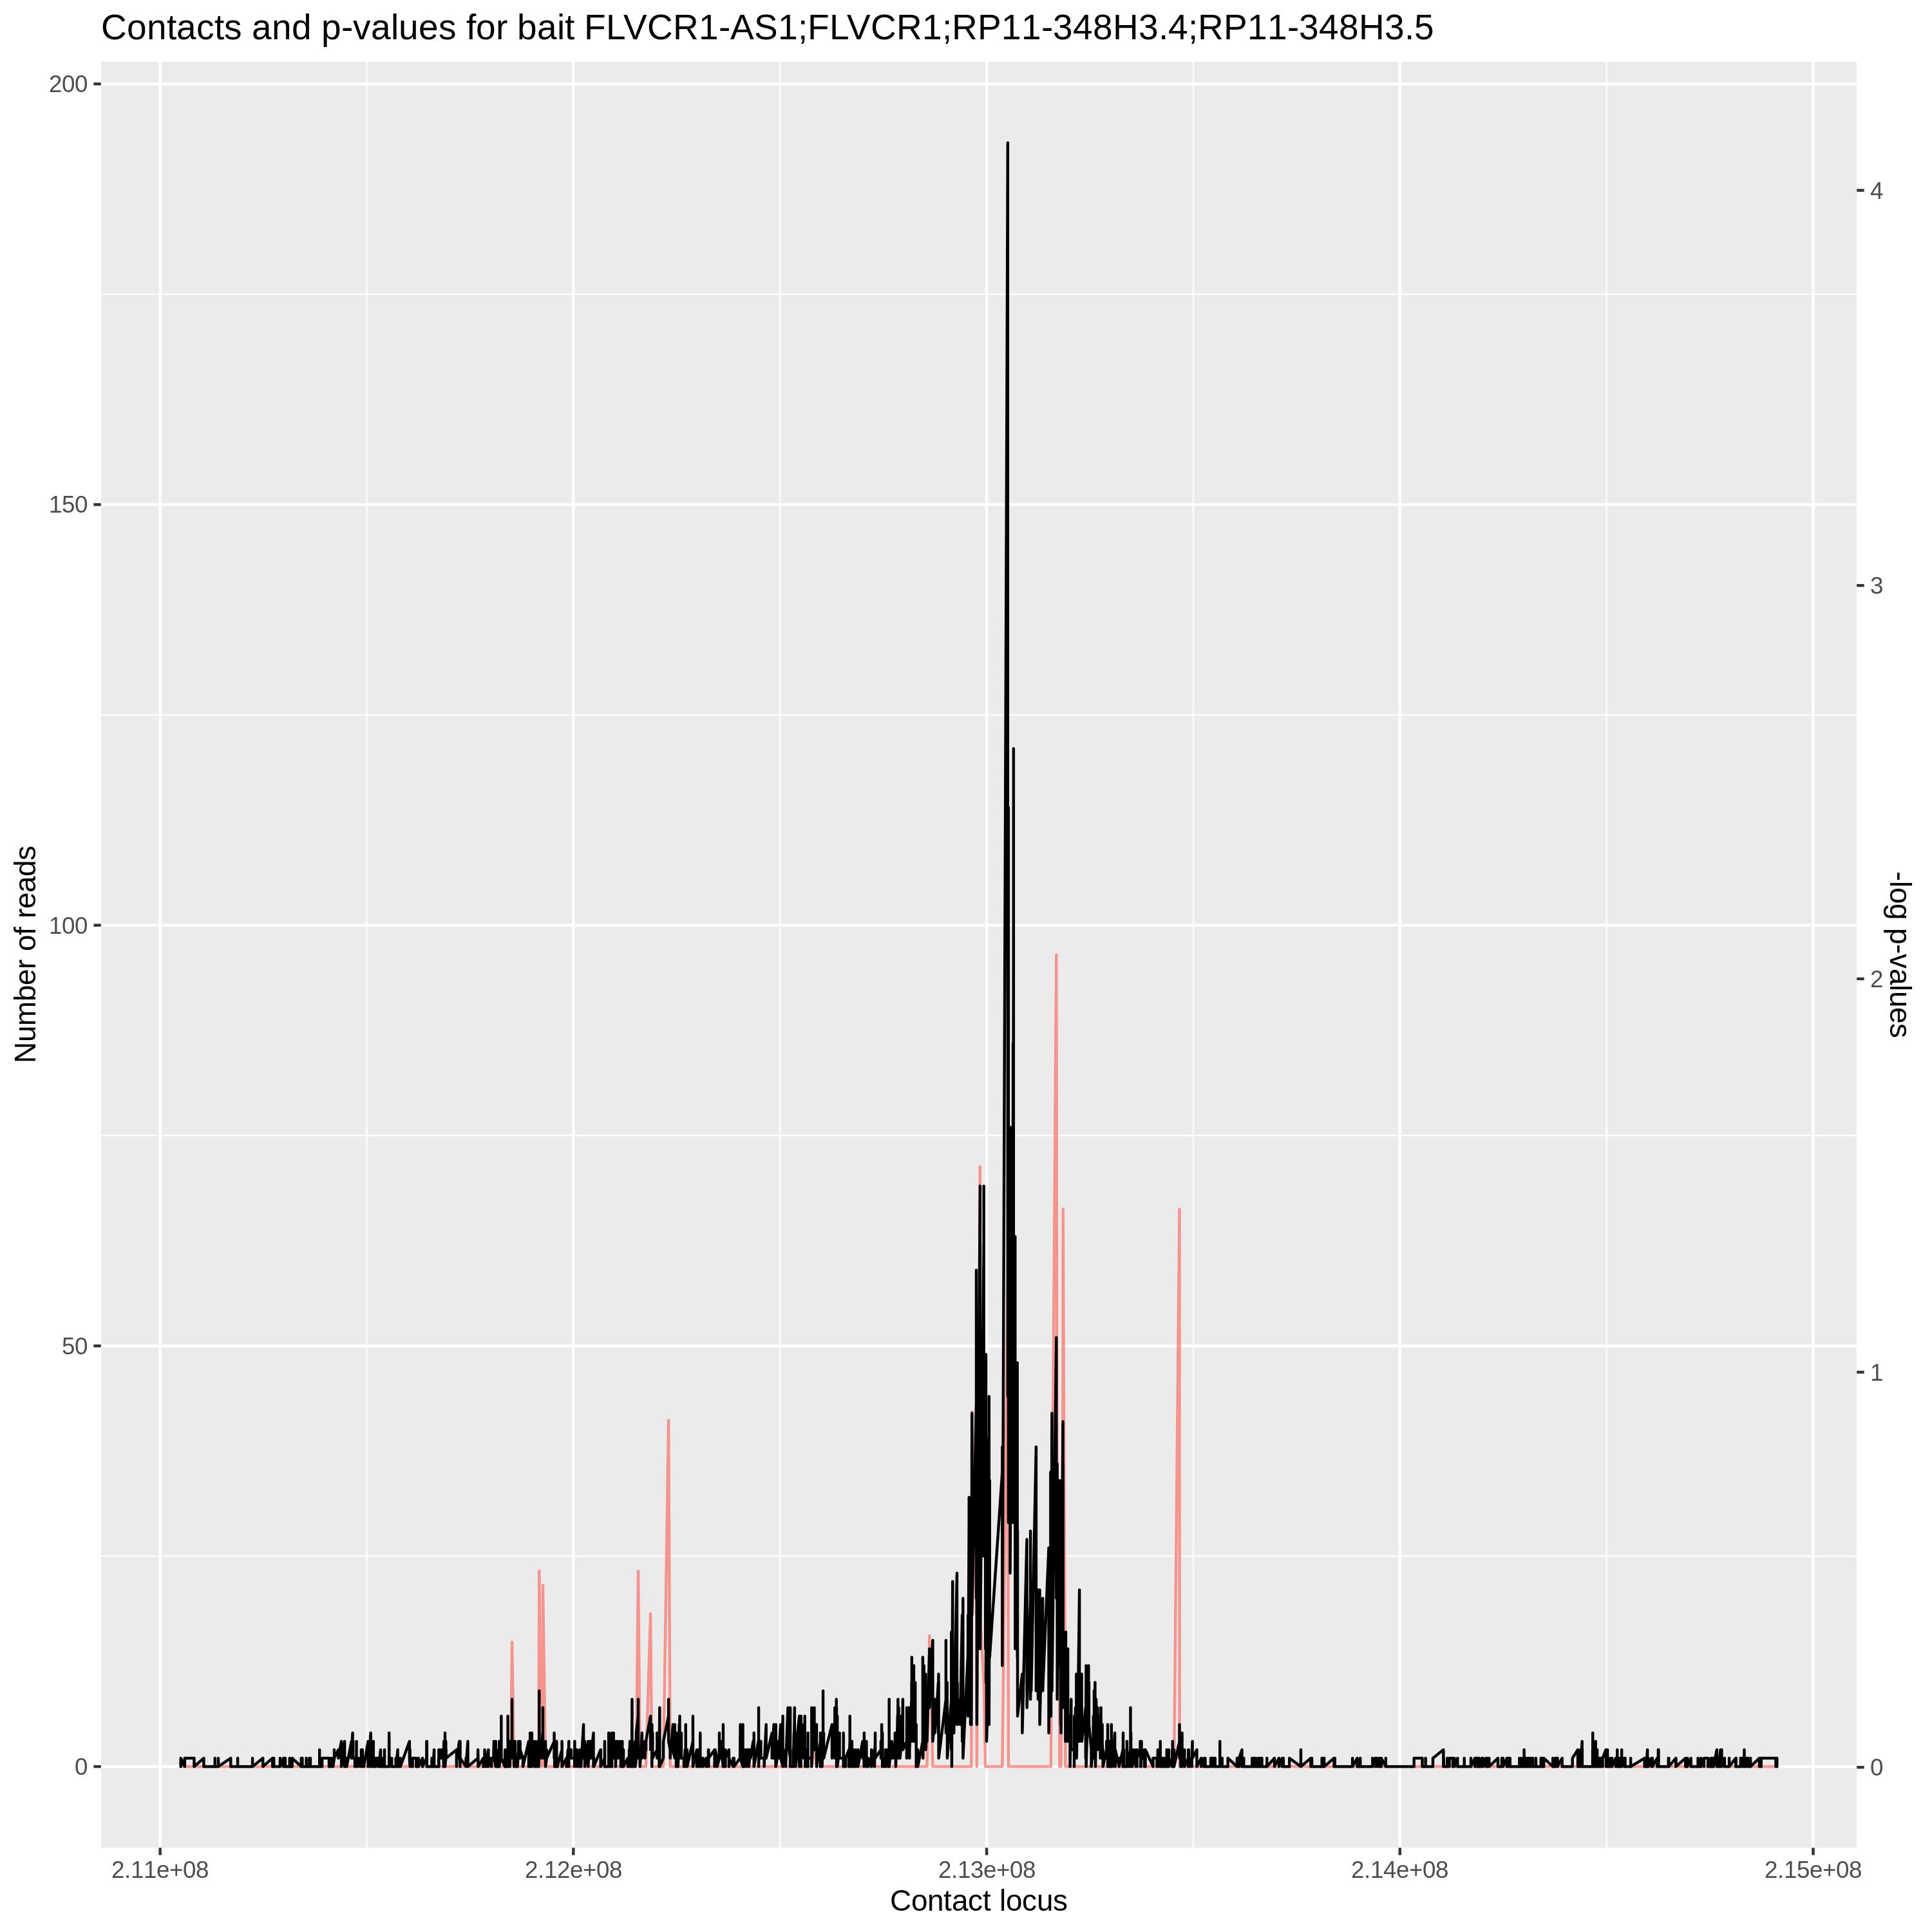 Contacts and p-values for bait FLVCR1-AS1;FLVCR1;RP11-348H3.4;RP11-348H3.5
200
150
100
50
0
Number of reads
4
3
2
1
0
-log p-values
2.11e+08
2.12e+08
2.13e+08
2.14e+08
2.15e+08
Contact locus